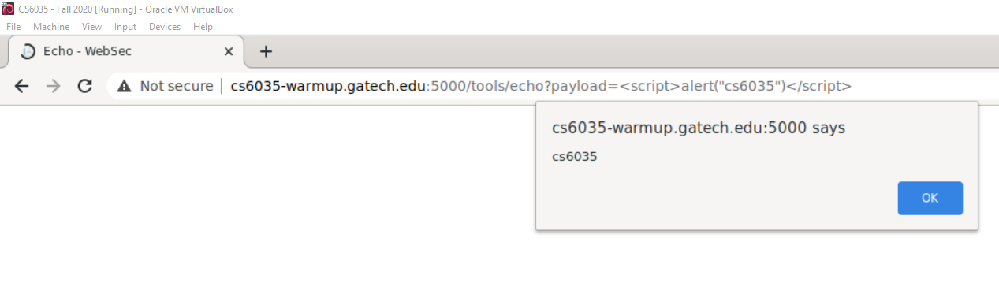 CS6035 - Fall 2020 [Running] - Oracle VM VirtualBox
File Machine View Input Devices Help
Echo - WebSec
Not secure cs6035-warmup.gatech.edu:5000/tools/echo?payload=<script>alert("cs6035")</script>
cs6035-warmup.gatech.edu:5000 says
cs6035
OK